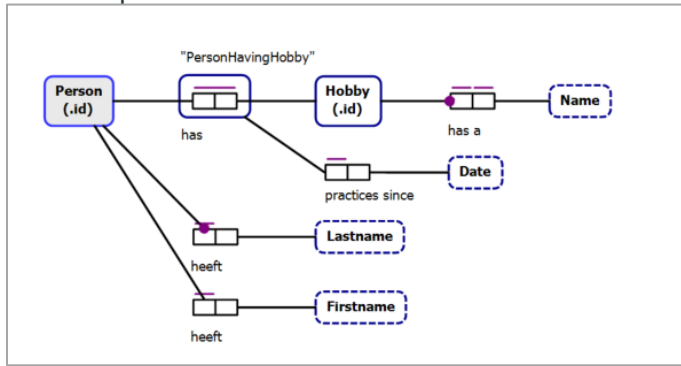 "PersonHavingHobby"
Person
(.id)
Hobby
(.id)
Name
has
has a
Date
practices since
Lastname
heeft
Firstname
heeft